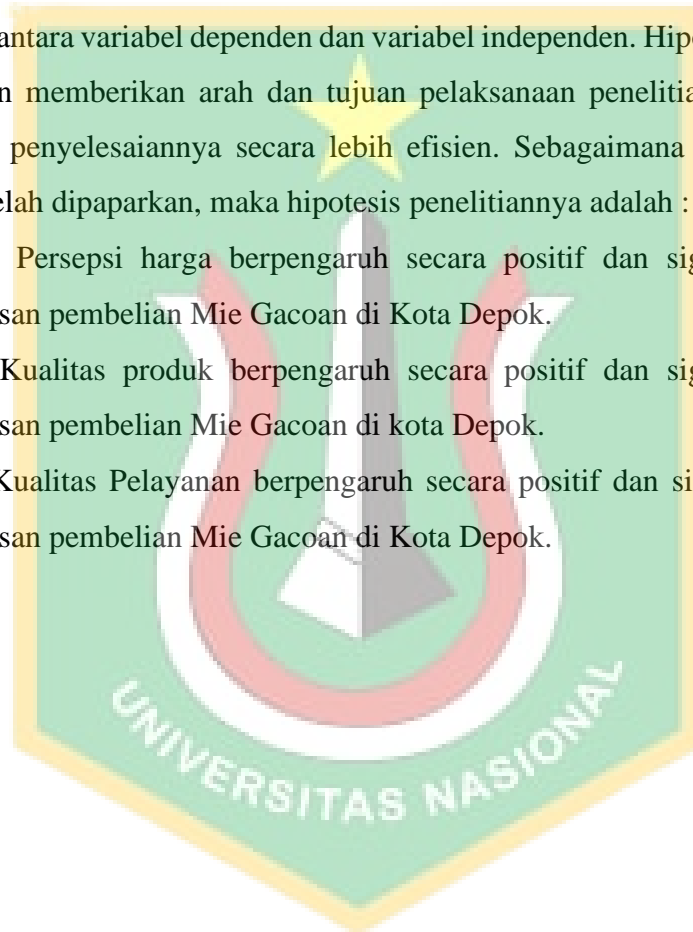 antara variabel dependen dan variabel independen. Hipo
n memberikan arah dan tujuan pelaksanaan penelitia
penyelesaiannya secara lebih efisien. Sebagaimana
elah dipaparkan, maka hipotesis penelitiannya adalah :
Persepsi harga berpengaruh secara positif dan sig
san pembelian Mie Gacoan di Kota Depok.
Kualitas produk berpengaruh secara positif dan sig
san pembelian Mie Gacoan di kota Depok.
Kualitas Pelayanan berpengaruh secara positif dan si
san pembelian Mie Gacoan di Kota Depok.
UNIVERSITAS NASIONAL